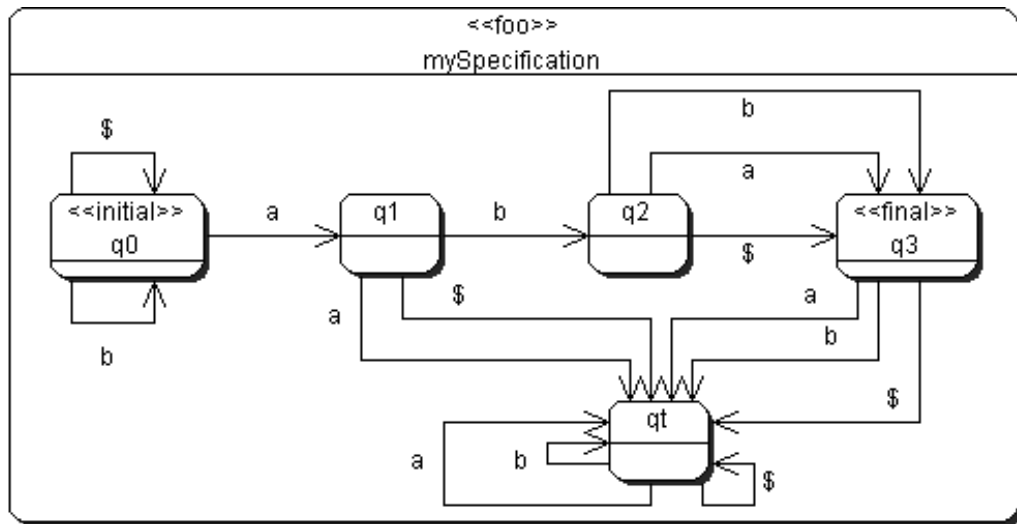 <<foo>>
mySpecification
b
$
a
<<initial>>
q0
a
q1
b
q2
$
<<final>>
q3
b
a
$
a
b
$
qt
a
b
$